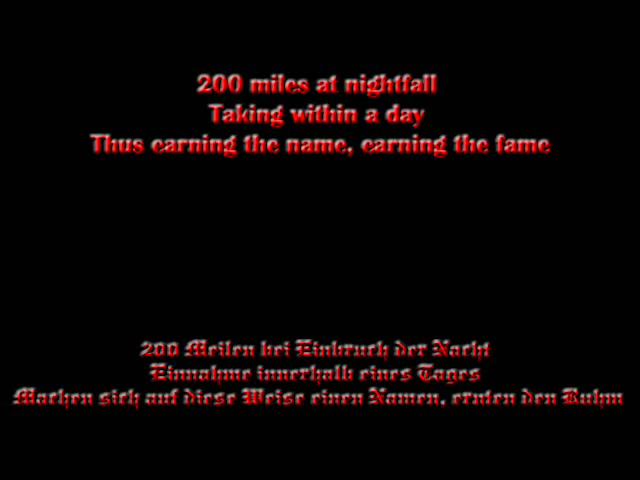 200 miles at nightfall
Taking within a day
Thus earning the name, earning the fame
200 Meilen bei Einbruch der Nacht
Einnahme innerhalb eines Tages
Machen sich auf diese Weise einen Namen, ernten den Ruhm